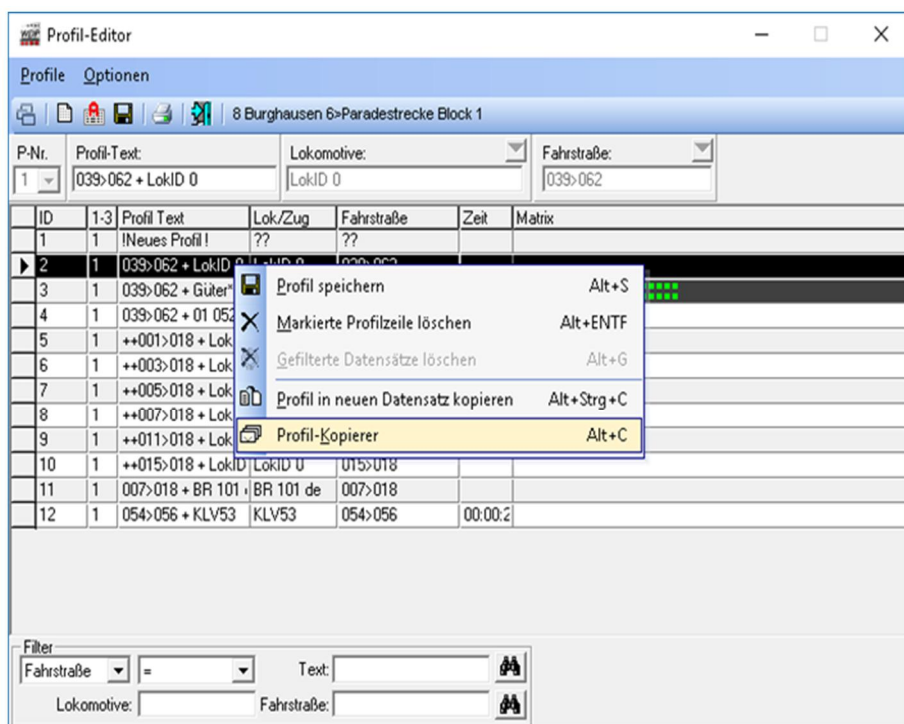 Profil-Editor
Profile Optionen
8 Burghausen 6>Paradestrecke Block 1
P-Nr. Profil-Text: Lokomotive: Fahrstraße:
1 039>062 + LokID 0 LokID 0 039>062
ID 1-3 Profil Text Lok/Zug Fahrstraße Zeit Matrix
1 1 !Neues Profil ! ?? ??
2 1 039>062 + LokID 0 LokID 0 039>062
3 1 039>062 + Güter"
4 1 039>062 + 01 052
5 1 ++001>018 + Lok
6 1 ++003>018 + Lok
7 1 ++005>018 + Lok
8 1 ++007>018 + Lok
9 1 ++011>018 + Lok
10 1 ++015>018 + LokID LokID 0 015>018
11 1 007>018 + BR 101 BR 101 de 007>018
12 1 054>056 + KLV53 KLV53 054>056 00:00:2
Profil speichern Alt+S
Markierte Profilzeile löschen Alt+ENTF
Gefilterte Datensätze löschen Alt+G
Profil in neuen Datensatz kopieren Alt+Strg+C
Profil-Kopierer Alt+C
Filter
Fahrstraße = Text:
Lokomotive: Fahrstraße: